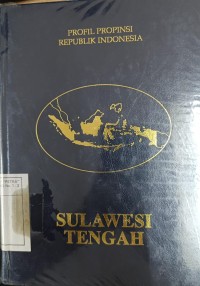 PROFIL PROPINSI
REPUBLIK INDONESIA
SULAWESI
TENGAH